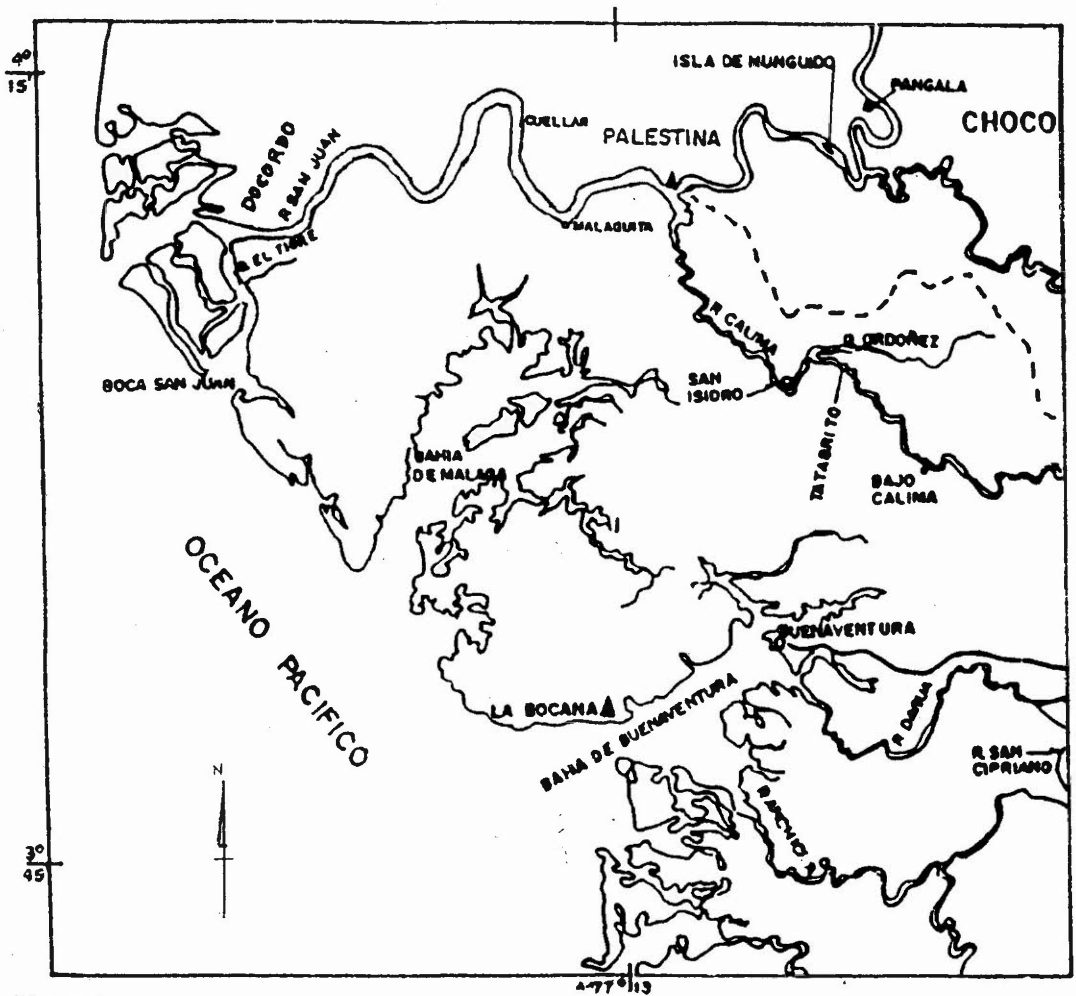 4°
15'
ISLA DE NUNGUIDO
PANGALA
CHOCO
CUELLAR
PALESTINA
DOCORDO
R SAN JUAN
MALAGUITA
Q. EL TIGRE
R CALIMA
Q ORDOÑEZ
BOCA SAN JUAN
SAN
ISIDRO
TATABRITO
BAHIA
DE MALAGA
BAJO
CALIMA
OCEANO PACIFICO
BUENAVENTURA
LA BOCANA
BAHIA DE BUENAVENTURA
R DAGUA
R. SAN
CIPRIANO
N
3°
45'
77° 13